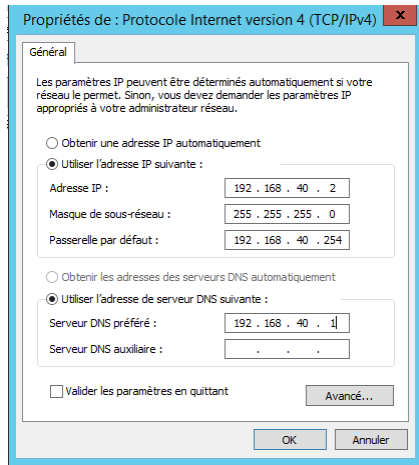 Propriétés de : Protocole Internet version 4 (TCP/IPv4) x
Général
Les paramètres IP peuvent être déterminés automatiquement si votre
réseau le permet. Sinon, vous devez demander les paramètres IP
appropriés à votre administrateur réseau.
Obtenir une adresse IP automatiquement
Utiliser l'adresse IP suivante :
Adresse IP : 192 . 168 . 40 . 2
Masque de sous-réseau : 255 . 255 . 255 . 0
Passerelle par défaut : 192 . 168 . 40 . 254
Obtenir les adresses des serveurs DNS automatiquement
Utiliser l'adresse de serveur DNS suivante :
Serveur DNS préféré : 192 . 168 . 40 . 1
Serveur DNS auxiliaire : . . .
Valider les paramètres en quittant
Avancé...
OK Annuler